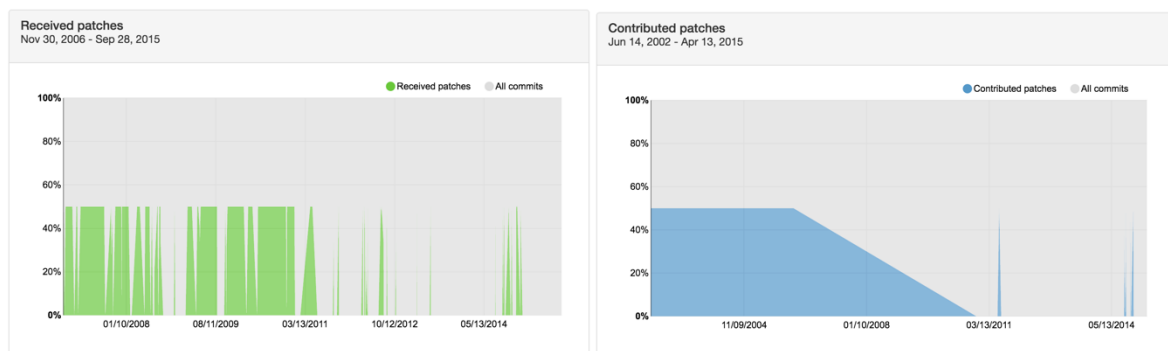 Received patches
Nov 30, 2006 - Sep 28, 2015
Received patches All commits
100%
80%
60%
40%
20%
0%
01/10/2008 08/11/2009 03/13/2011 10/12/2012 05/13/2014
Contributed patches
Jun 14, 2002 - Apr 13, 2015
Contributed patches All commits
100%
80%
60%
40%
20%
0%
11/09/2004 01/10/2008 03/13/2011 05/13/2014